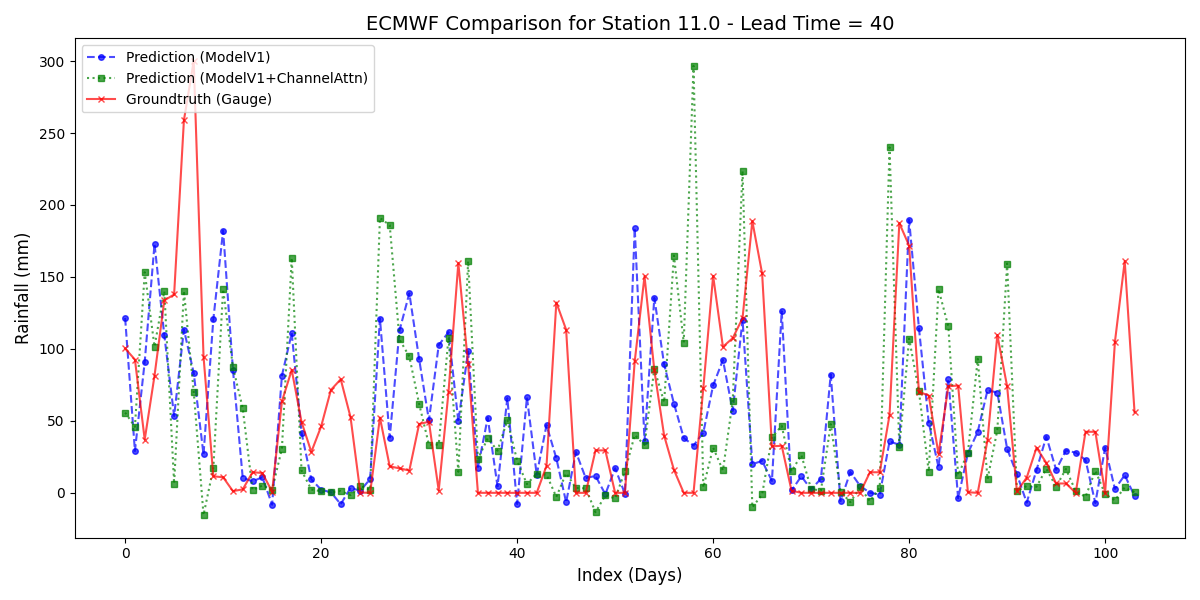 ECMWF Comparison for Station 11.0 - Lead Time = 40
Prediction (ModelV1)
Prediction (ModelV1+ChannelAttn)
Groundtruth (Gauge)
Rainfall (mm)
300
250
200
150
100
50
0
0 20 40 60 80 100
Index (Days)